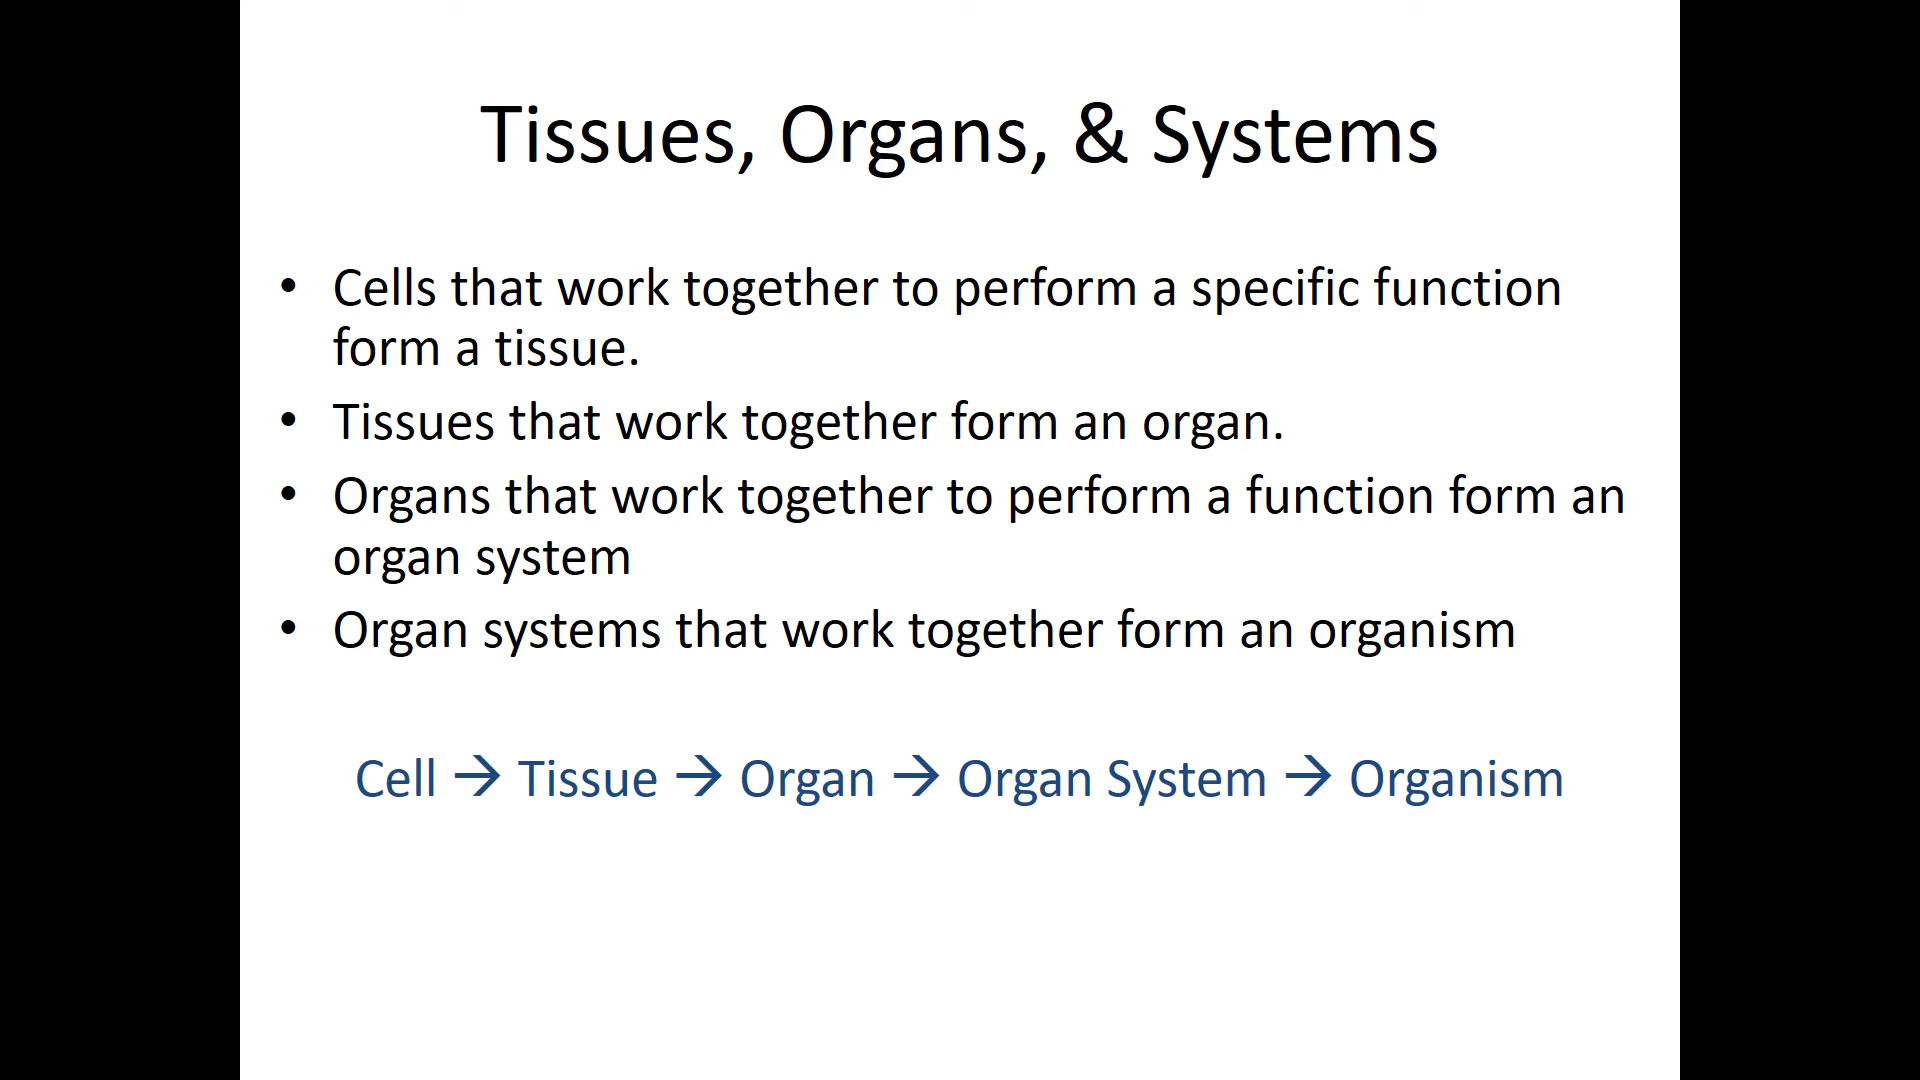 Tissues, Organs, & Systems
• Cells that work together to perform a specific function
form a tissue.
• Tissues that work together form an organ.
• Organs that work together to perform a function form an
organ system
• Organ systems that work together form an organism
Cell → Tissue → Organ → Organ System → Organism